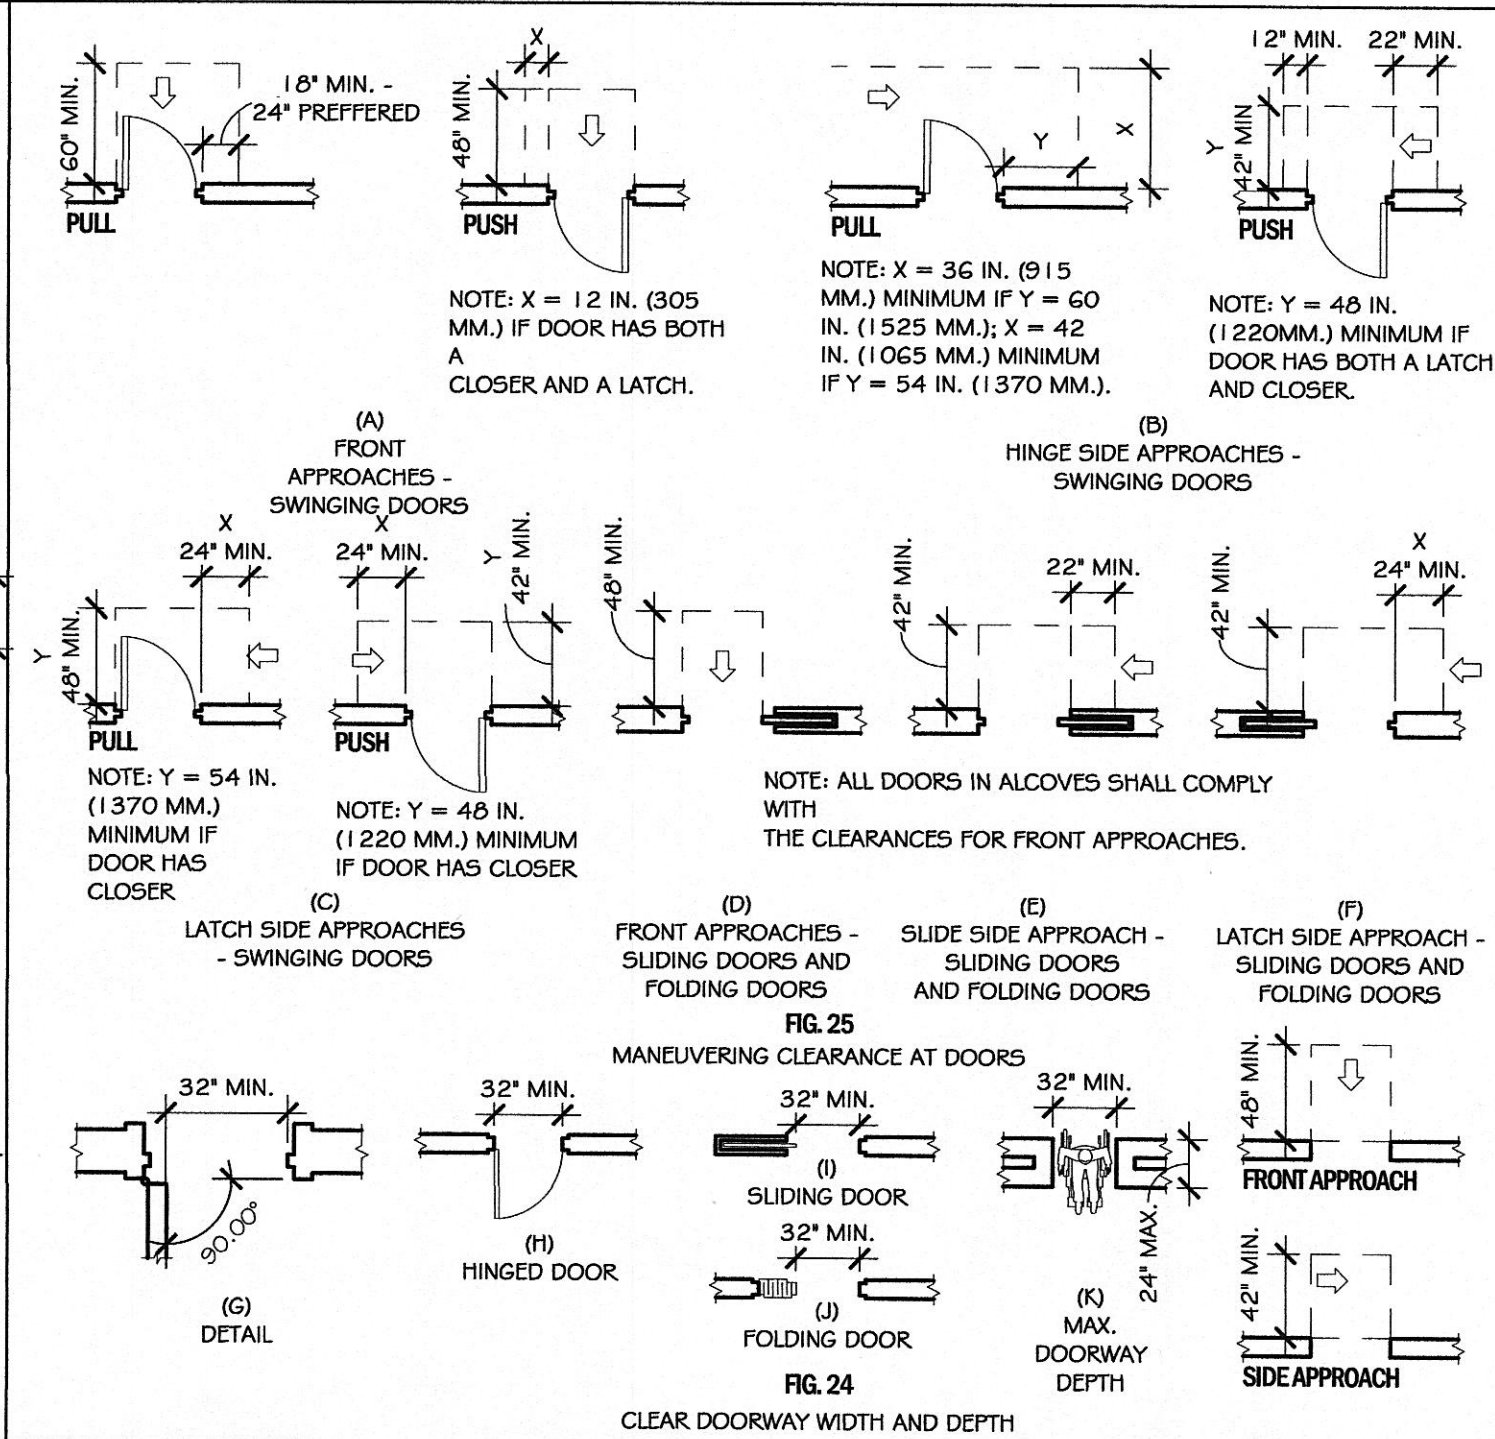 X
12" MIN.
22" MIN.
60" MIN.
18" MIN. -
24" PREFFERED
48" MIN.
Y
X
Y
42" MIN
PULL
PUSH
PULL
PUSH
NOTE: X = 12 IN. (305
MM.) IF DOOR HAS BOTH
A
CLOSER AND A LATCH.
NOTE: X = 36 IN. (915
MM.) MINIMUM IF Y = 60
IN. (1525 MM.); X = 42
IN. (1065 MM.) MINIMUM
IF Y = 54 IN. (1370 MM.).
NOTE: Y = 48 IN.
(1220MM.) MINIMUM IF
DOOR HAS BOTH A LATCH
AND CLOSER.
(A)
FRONT
APPROACHES -
SWINGING DOORS
(B)
HINGE SIDE APPROACHES -
SWINGING DOORS
X
24" MIN.
Y
48" MIN.
PULL
X
24" MIN.
Y
42" MIN.
PUSH
48" MIN.
42" MIN.
22" MIN.
42" MIN.
X
24" MIN.
NOTE: Y = 54 IN.
(1370 MM.)
MINIMUM IF
DOOR HAS
CLOSER
NOTE: Y = 48 IN.
(1220 MM.) MINIMUM
IF DOOR HAS CLOSER
NOTE: ALL DOORS IN ALCOVES SHALL COMPLY
WITH
THE CLEARANCES FOR FRONT APPROACHES.
(C)
LATCH SIDE APPROACHES
- SWINGING DOORS
(D)
FRONT APPROACHES -
SLIDING DOORS AND
FOLDING DOORS
(E)
SLIDE SIDE APPROACH -
SLIDING DOORS
AND FOLDING DOORS
(F)
LATCH SIDE APPROACH -
SLIDING DOORS AND
FOLDING DOORS
FIG. 25
MANEUVERING CLEARANCE AT DOORS
32" MIN.
90.00°
(G)
DETAIL
32" MIN.
(H)
HINGED DOOR
32" MIN.
(I)
SLIDING DOOR
32" MIN.
(J)
FOLDING DOOR
32" MIN.
24" MAX.
(K)
MAX.
DOORWAY
DEPTH
48" MIN.
FRONT APPROACH
42" MIN.
SIDE APPROACH
FIG. 24
CLEAR DOORWAY WIDTH AND DEPTH